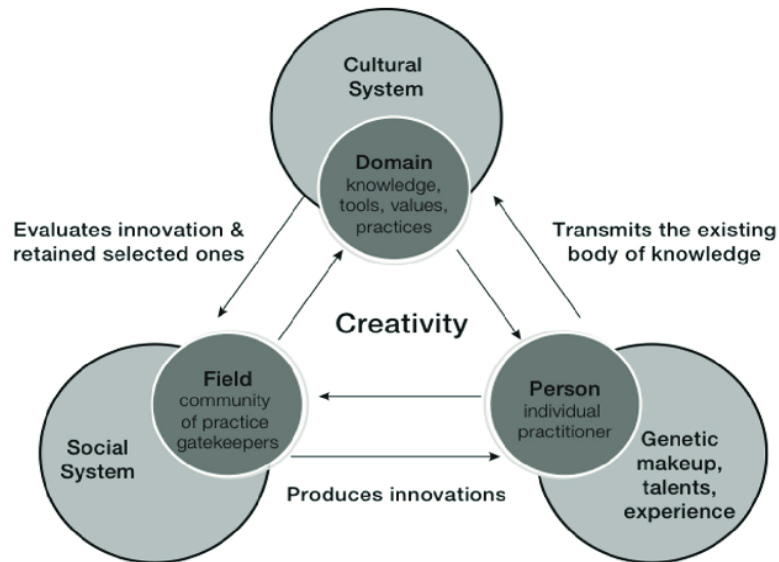 Cultural
System
Domain
knowledge,
tools, values,
practices
Evaluates innovation &
retained selected ones
Transmits the existing
body of knowledge
Creativity
Field
community
of practice
gatekeepers
Person
individual
practitioner
Social
System
Genetic
makeup,
talents,
experience
Produces innovations